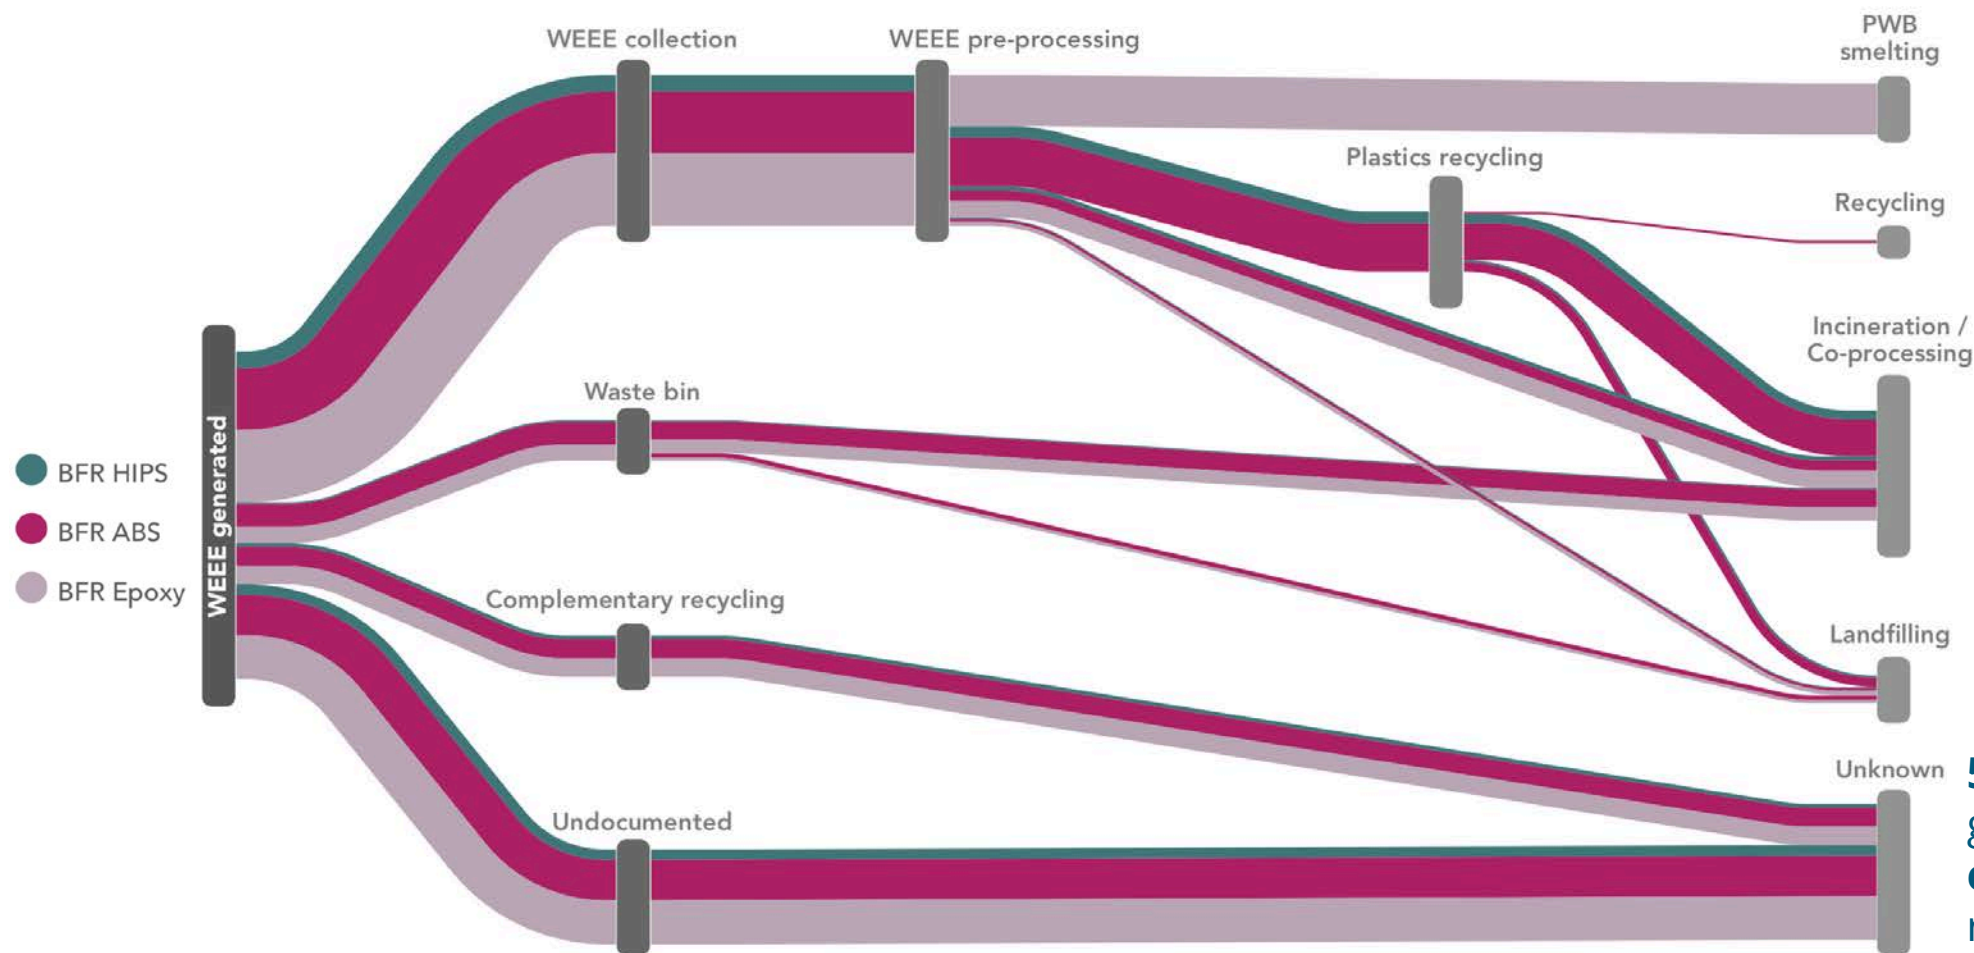 WEEE collection
WEEE pre-processing
PWB
smelting
Plastics recycling
Recycling
Incineration /
Co-processing
Waste bin
WEEE generated
BFR HIPS
BFR ABS
BFR Epoxy
Complementary recycling
Landfilling
Unknown
Undocumented